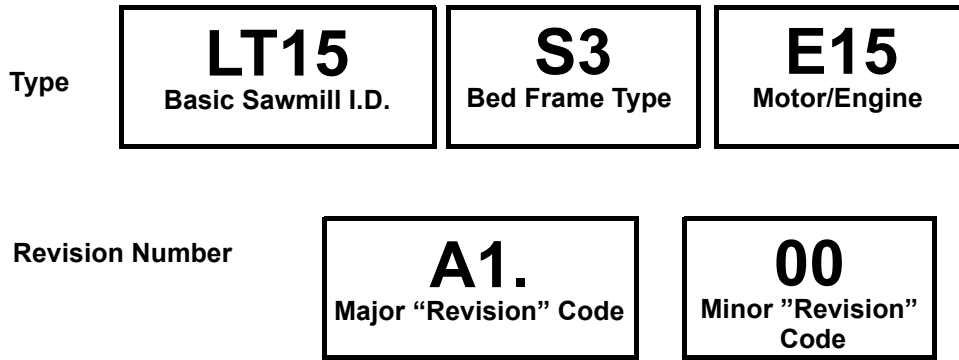 Type
LT15
Basic Sawmill I.D.
S3
Bed Frame Type
E15
Motor/Engine
Revision Number
A1.
Major “Revision” Code
00
Minor ”Revision”
Code